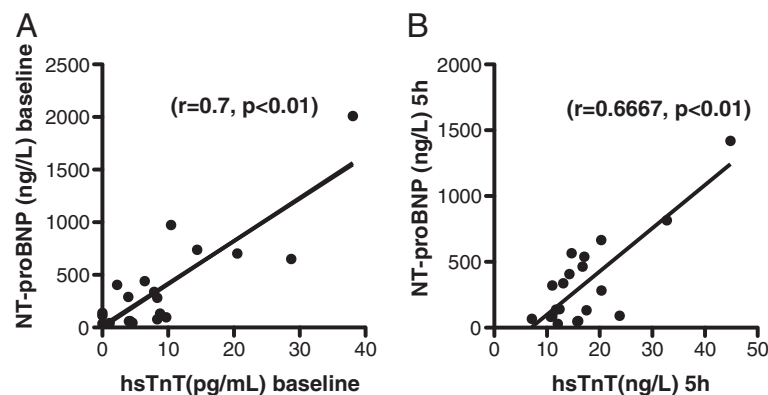 A
NT-proBNP (ng//L) baseline
2500
2000
1500
1000
500
0
(r=0.7, p<0.01)
0 10 20 30 40
hsTnT(pg/mL) baseline
B
NT-proBNP (ng/L) 5h
2000
1500
1000
500
0
(r=0.6667, p<0.01)
0 10 20 30 40 50
hsTnT(ng/L) 5h